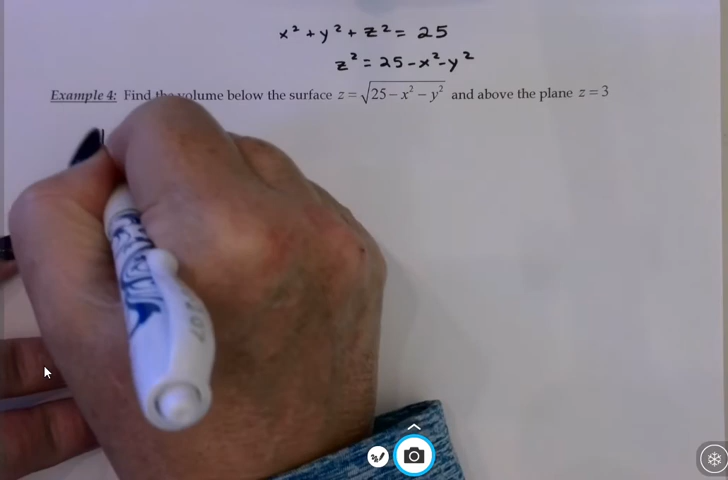 x² + y² + z² = 25
z² = 25 - x² - y²
Example 4: Find the volume below the surface z = √(25 - x² - y²) and above the plane z = 3